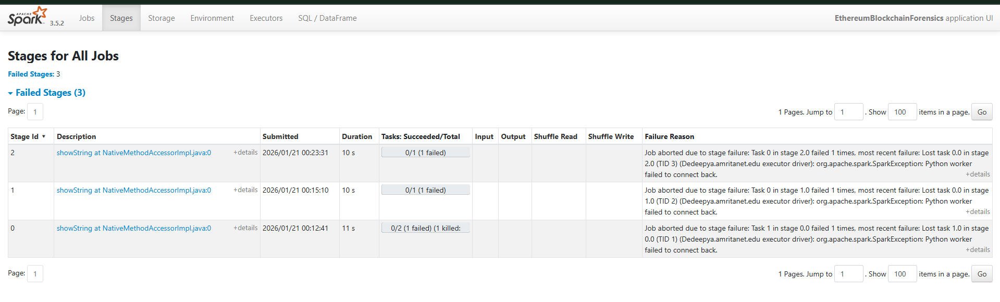 APACHE
Spark 3.5.2 Jobs Stages Storage Environment Executors SQL / DataFrame EthereumBlockchainForensics application UI
Stages for All Jobs
Failed Stages: 3
Failed Stages (3)
Page: 1 1 Pages. Jump to 1 . Show 100 items in a page. Go
Stage Id ▾ Description Submitted Duration Tasks: Succeeded/Total Input Output Shuffle Read Shuffle Write Failure Reason
2 showString at NativeMethodAccessorImpl.java:0 +details 2026/01/21 00:23:31 10 s 0/1 (1 failed) Job aborted due to stage failure: Task 0 in stage 2.0 failed 1 times, most recent failure: Lost task 0.0 in stage
2.0 (TID 3) (Dedeepya.amritanet.edu executor driver): org.apache.spark.SparkException: Python worker
failed to connect back. +details
1 showString at NativeMethodAccessorImpl.java:0 +details 2026/01/21 00:15:10 10 s 0/1 (1 failed) Job aborted due to stage failure: Task 0 in stage 1.0 failed 1 times, most recent failure: Lost task 0.0 in stage
1.0 (TID 2) (Dedeepya.amritanet.edu executor driver): org.apache.spark.SparkException: Python worker
failed to connect back. +details
0 showString at NativeMethodAccessorImpl.java:0 +details 2026/01/21 00:12:41 11 s 0/2 (1 failed) (1 killed: Job aborted due to stage failure: Task 1 in stage 0.0 failed 1 times, most recent failure: Lost task 1.0 in stage
0.0 (TID 1) (Dedeepya.amritanet.edu executor driver): org.apache.spark.SparkException: Python worker
failed to connect back. +details
Page: 1 1 Pages. Jump to 1 . Show 100 items in a page. Go